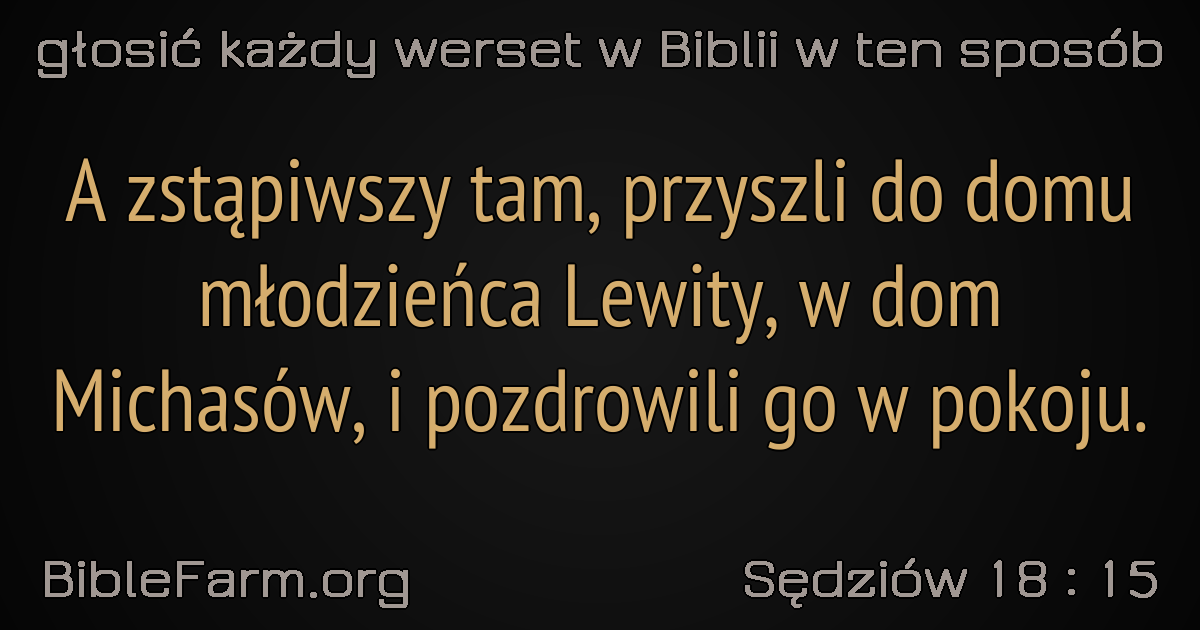 głosić każdy werset w Biblii w ten sposób
A zstąpiwszy tam, przyszli do domu
młodzieńca Lewity, w dom
Michasów, i pozdrowili go w pokoju.
BibleFarm.org
Sędziów 18 : 15